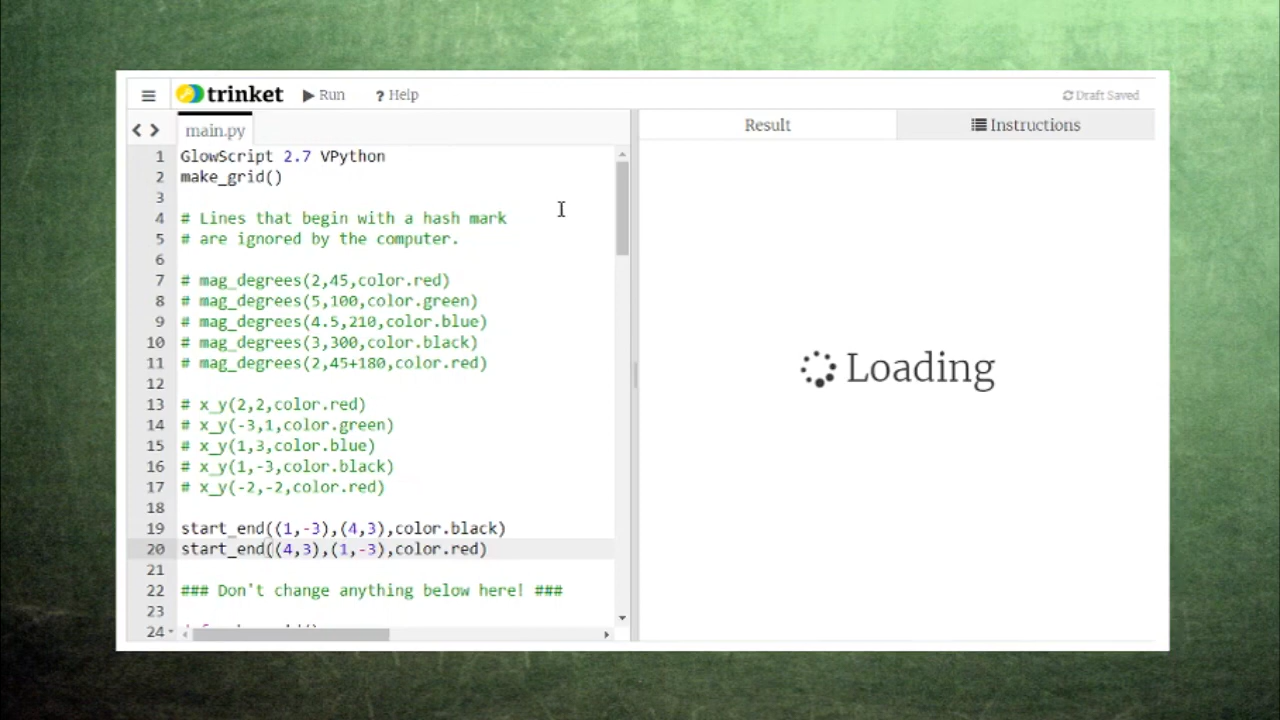 trinket Run ? Help Draft Saved
main.py
Result Instructions
1 GlowScript 2.7 VPython
2 make_grid()
3
4 # Lines that begin with a hash mark
5 # are ignored by the computer.
6
7 # mag_degrees(2,45,color.red)
8 # mag_degrees(5,100,color.green)
9 # mag_degrees(4.5,210,color.blue)
10 # mag_degrees(3,300,color.black)
11 # mag_degrees(2,45+180,color.red)
12
13 # x_y(2,2,color.red)
14 # x_y(-3,1,color.green)
15 # x_y(1,3,color.blue)
16 # x_y(1,-3,color.black)
17 # x_y(-2,-2,color.red)
18
19 start_end((1,-3),(4,3),color.black)
20 start_end((4,3),(1,-3),color.red)
21
22 ### Don't change anything below here! ###
23
24
Loading